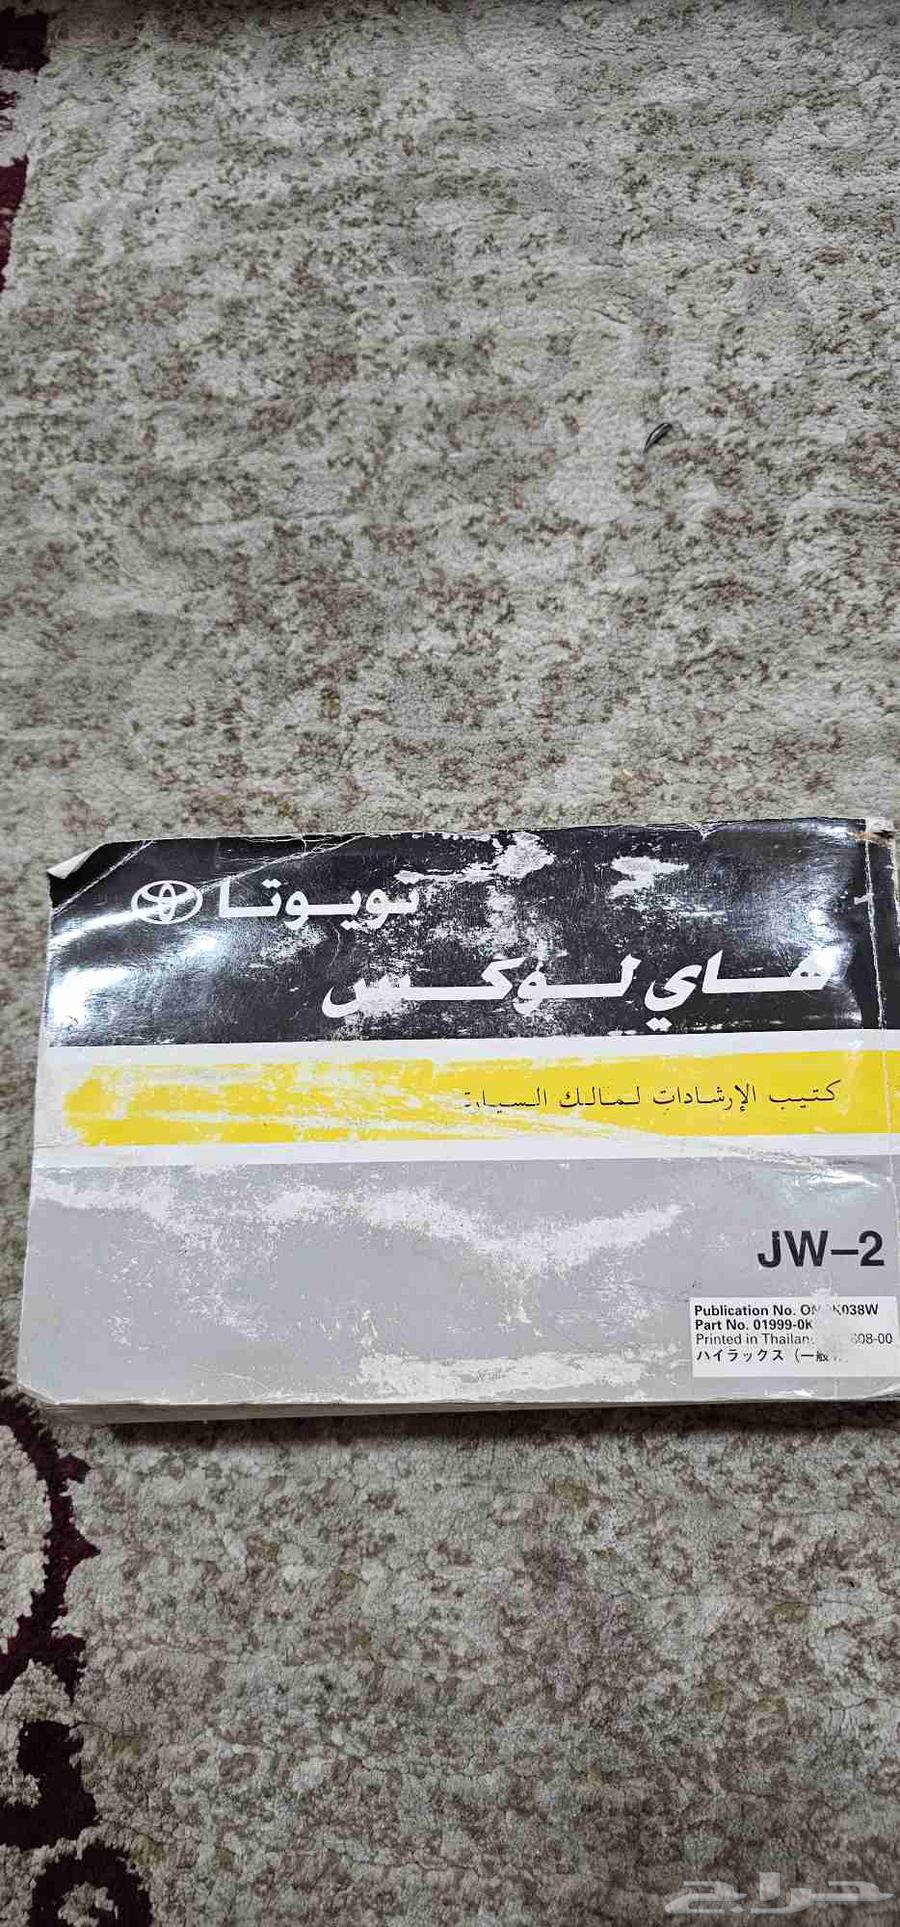 تويوتا
هاي لوكس
كتيب الإرشادات لمالك السيارة
JW-2
Publication No.
Part No.
Printed in
ハイラックス
حراج